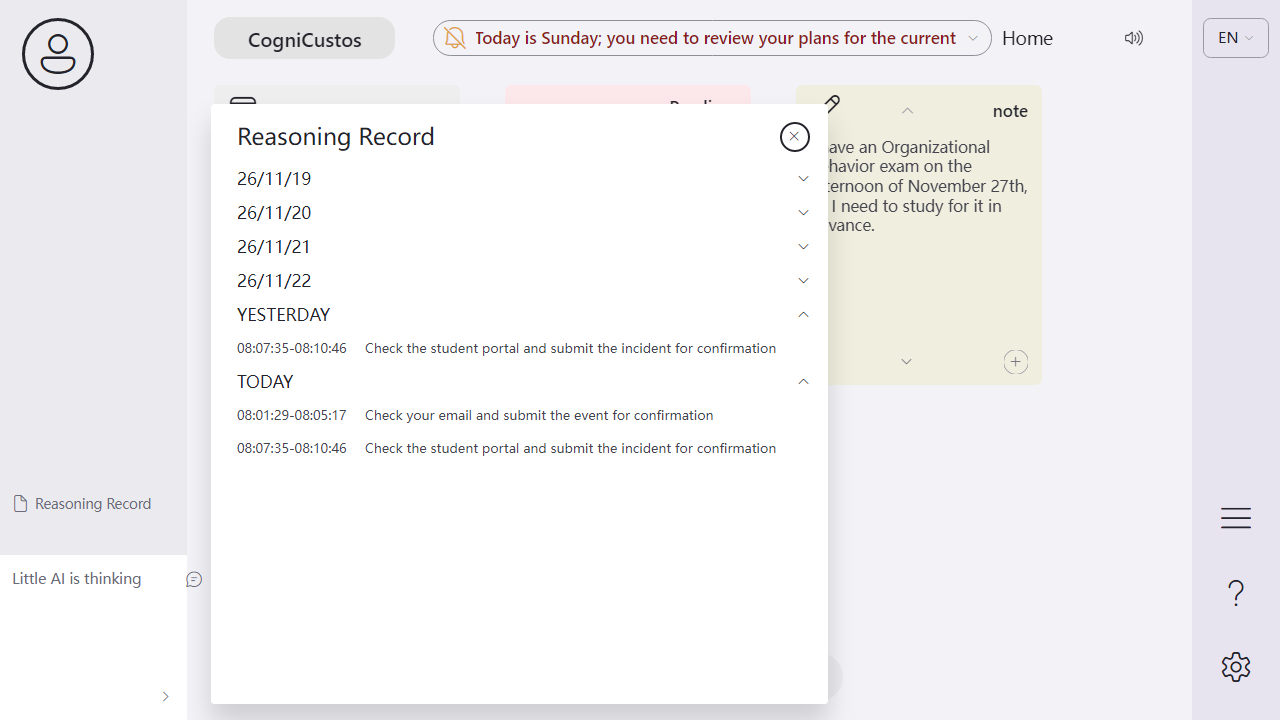 CogniCustos
Today is Sunday; you need to review your plans for the current
Home
EN
note
ave an Organizational
havior exam on the
ternoon of November 27th,
I need to study for it in
vance.
Reasoning Record
26/11/19
26/11/20
26/11/21
26/11/22
YESTERDAY
08:07:35-08:10:46 Check the student portal and submit the incident for confirmation
TODAY
08:01:29-08:05:17 Check your email and submit the event for confirmation
08:07:35-08:10:46 Check the student portal and submit the incident for confirmation
Reasoning Record
Little AI is thinking